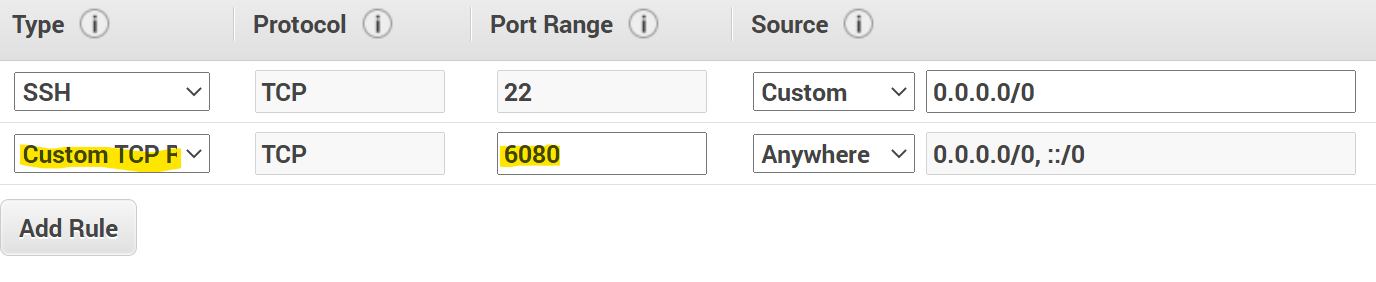 Type Protocol Port Range Source
SSH TCP 22 Custom 0.0.0.0/0
Custom TCP R TCP 6080 Anywhere 0.0.0.0/0, ::/0
Add Rule